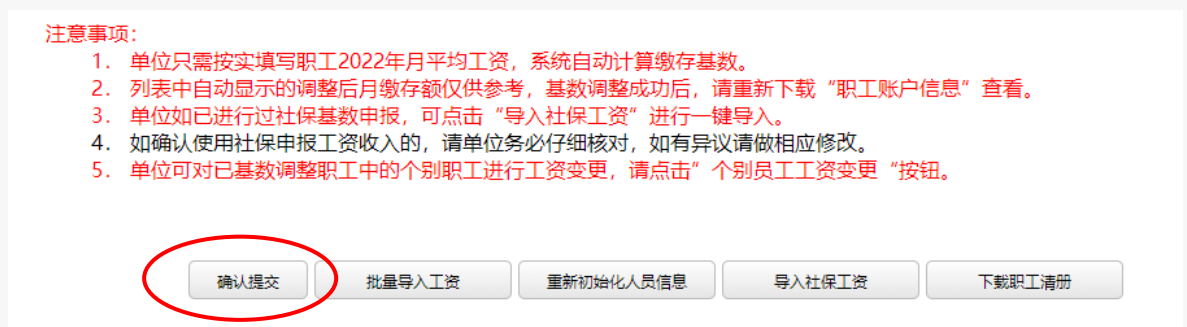 注意事项：
1. 单位只需按实填写职工2022年月平均工资，系统自动计算缴存基数。
2. 列表中自动显示的调整后月缴存额仅供参考，基数调整成功后，请重新下载“职工账户信息”查看。
3. 单位如已进行过社保基数申报，可点击“导入社保工资”进行一键导入。
4. 如确认使用社保申报工资收入的，请单位务必仔细核对，如有异议请做相应修改。
5. 单位可对已基数调整职工中的个别职工进行工资变更，请点击”个别员工工资变更“按钮。
确认提交 批量导入工资 重新初始化人员信息 导入社保工资 下载职工清册